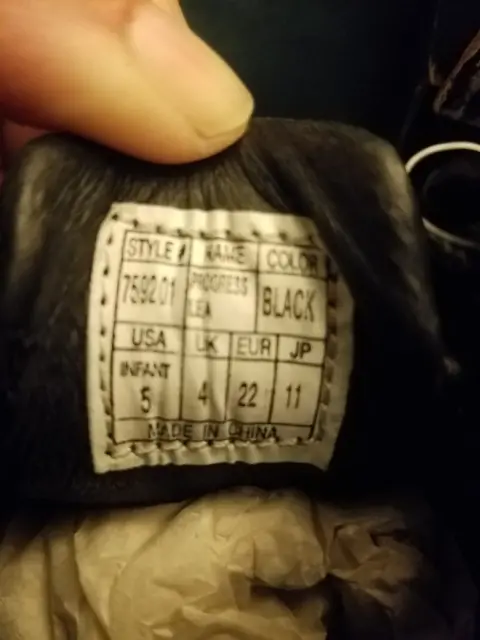 STYLE NAME COLOR
759201 PROGRESS LEA BLACK
USA UK EUR JP
INFANT 5 4 22 11
MADE IN CHINA